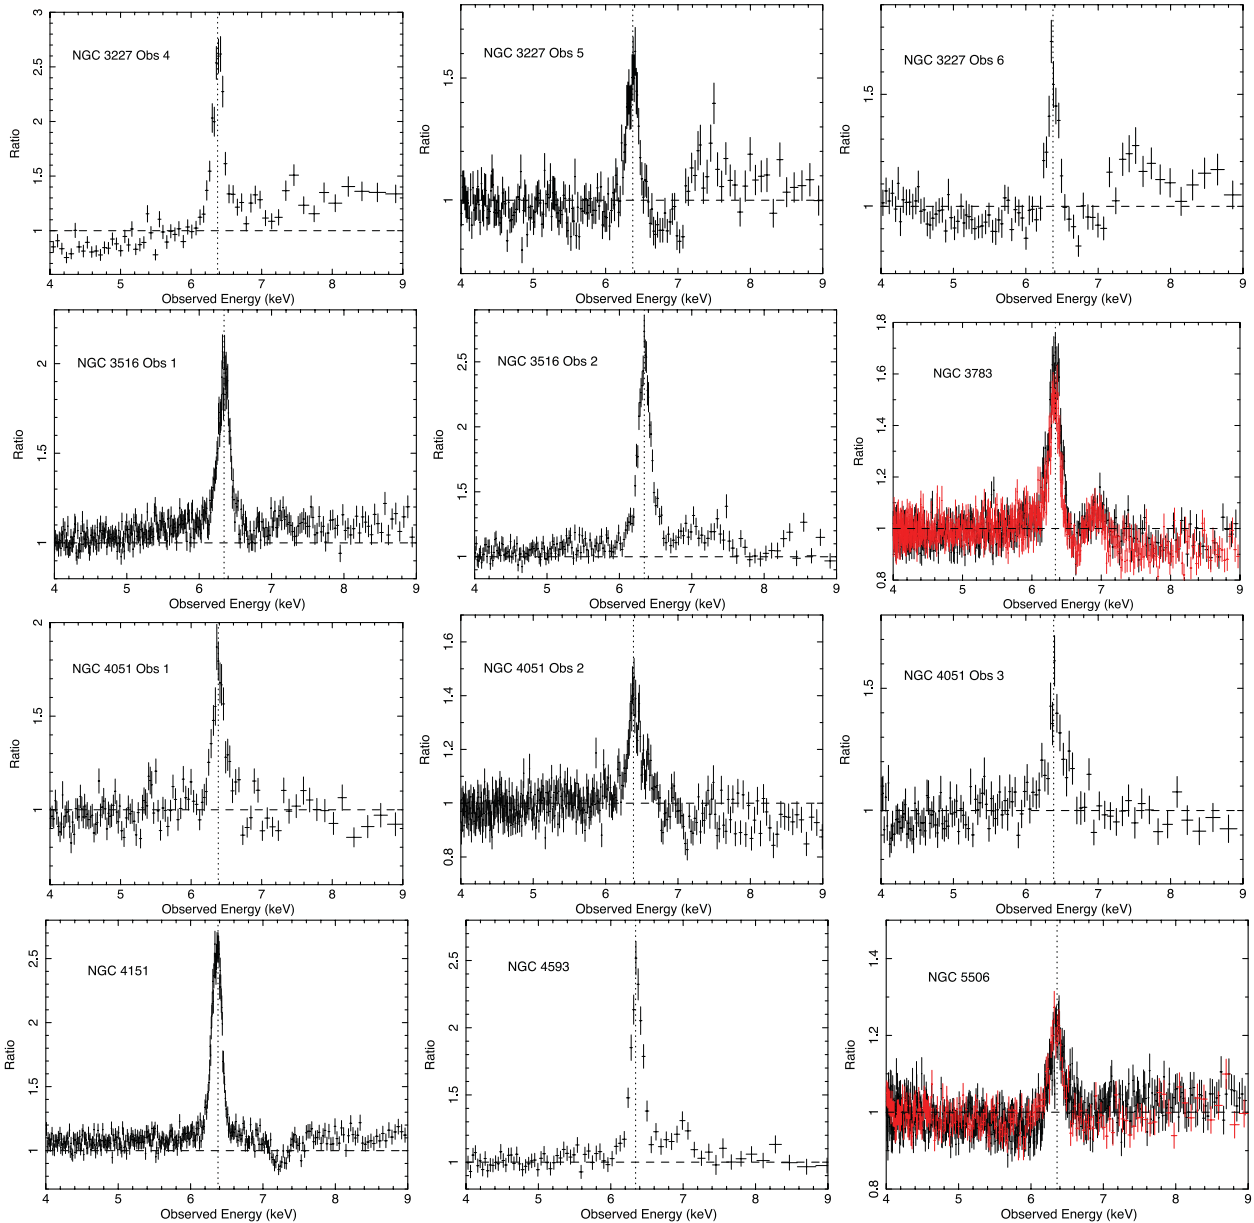 NGC 3227 Obs 4
Ratio
1
1.5
2
2.5
3
4 5 6 7 8 9
Observed Energy (keV)
NGC 3227 Obs 5
Ratio
1
1.5
4 5 6 7 8 9
Observed Energy (keV)
NGC 3227 Obs 6
Ratio
1
1.5
4 5 6 7 8 9
Observed Energy (keV)
NGC 3516 Obs 1
Ratio
1
1.5
2
4 5 6 7 8 9
Observed Energy (keV)
NGC 3516 Obs 2
Ratio
1
1.5
2
2.5
4 5 6 7 8 9
Observed Energy (keV)
NGC 3783
Ratio
0.8
1
1.2
1.4
1.6
1.8
4 5 6 7 8 9
Observed Energy (keV)
NGC 4051 Obs 1
Ratio
1
1.5
2
4 5 6 7 8 9
Observed Energy (keV)
NGC 4051 Obs 2
Ratio
0.8
1
1.2
1.4
1.6
4 5 6 7 8 9
Observed Energy (keV)
NGC 4051 Obs 3
Ratio
1
1.5
4 5 6 7 8 9
Observed Energy (keV)
NGC 4151
Ratio
1
1.5
2
2.5
4 5 6 7 8 9
Observed Energy (keV)
NGC 4593
Ratio
1
1.5
2
2.5
4 5 6 7 8 9
Observed Energy (keV)
NGC 5506
Ratio
0.8
1
1.2
1.4
4 5 6 7 8 9
Observed Energy (keV)